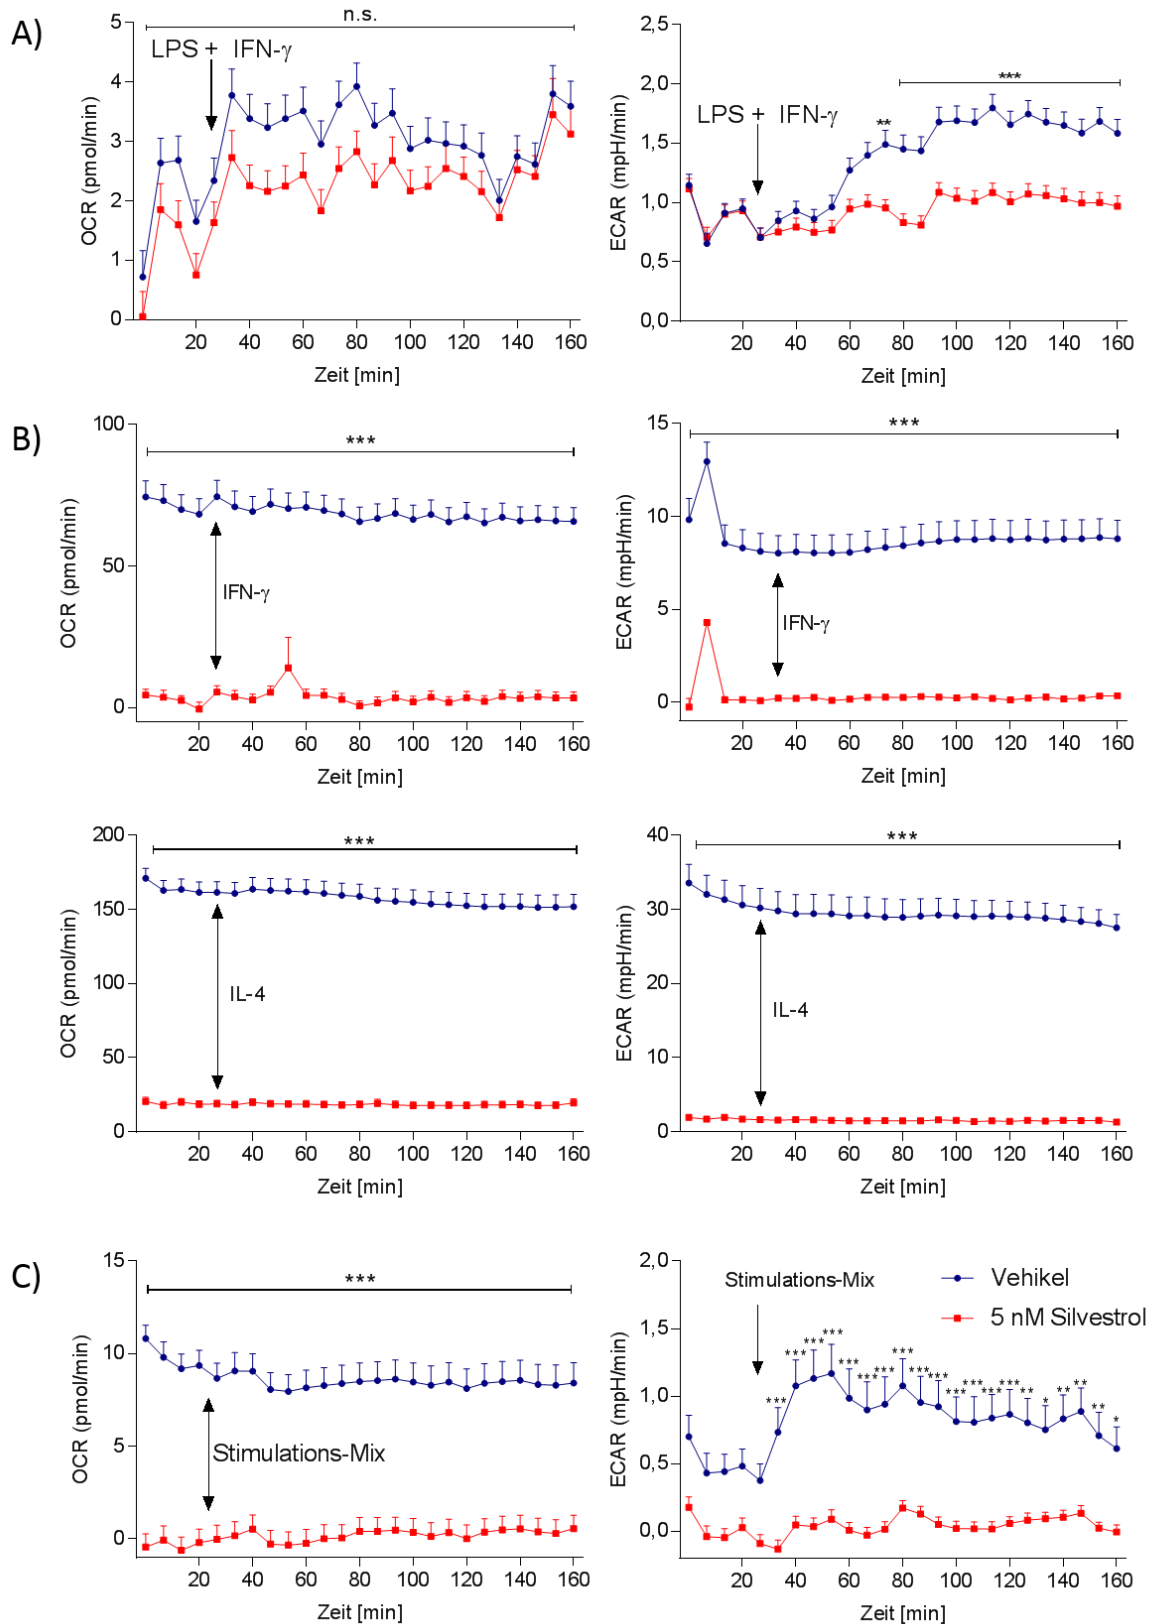 A)
n.s.
LPS + IFN-γ
OCR (pmol/min)
5
4
3
2
1
0
20 40 60 80 100 120 140 160
Zeit [min]
***
**
LPS + IFN-γ
ECAR (mpH/min)
2,5
2,0
1,5
1,0
0,5
0,0
20 40 60 80 100 120 140 160
Zeit [min]
B)
***
IFN-γ
OCR (pmol/min)
100
50
0
20 40 60 80 100 120 140 160
Zeit [min]
***
IFN-γ
ECAR (mpH/min)
15
10
5
0
20 40 60 80 100 120 140 160
Zeit [min]
***
IL-4
OCR (pmol/min)
200
150
100
50
0
20 40 60 80 100 120 140 160
Zeit [min]
***
IL-4
ECAR (mpH/min)
40
30
20
10
0
20 40 60 80 100 120 140 160
Zeit [min]
C)
***
Stimulations-Mix
OCR (pmol/min)
15
10
5
0
20 40 60 80 100 120 140 160
Zeit [min]
Stimulations-Mix
Vehikel
5 nM Silvestrol
*** *** *** *** *** *** *** *** *** *** *** *** *** *** ** * ** ** ** *
ECAR (mpH/min)
2,0
1,5
1,0
0,5
0,0
20 40 60 80 100 120 140 160
Zeit [min]